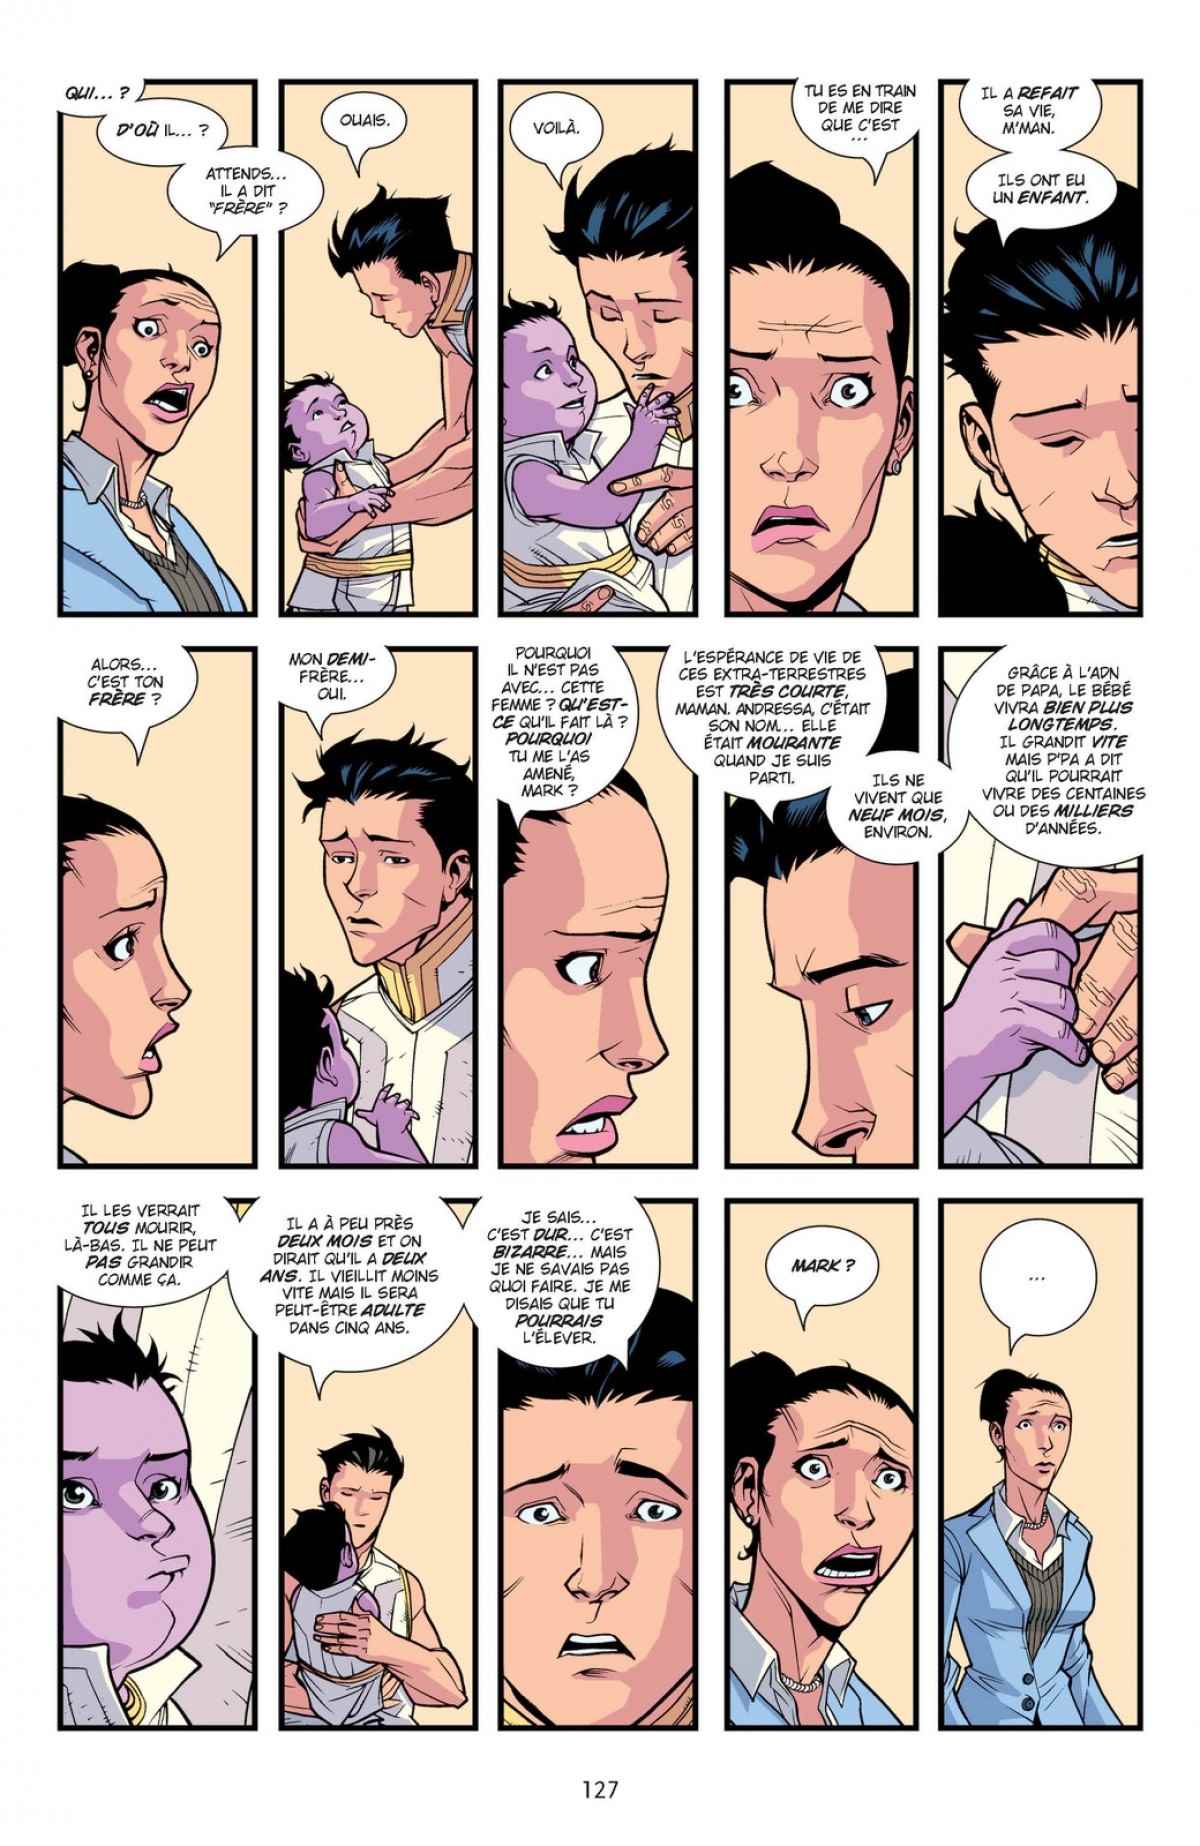 QUI... ?
D'OÙ IL... ?
ATTENDS...
IL A DIT
"FRÈRE" ?
OUAIS.
VOILÀ.
TU ES EN TRAIN
DE ME DIRE
QUE C'EST
...
IL A REFAIT
SA VIE,
M'MAN.
ILS ONT EU
UN ENFANT.
ALORS...
C'EST TON
FRÈRE ?
MON DEMI-
FRÈRE...
OUI.
POURQUOI
IL N'EST PAS
AVEC... CETTE
FEMME ? QU'EST-
CE QU'IL FAIT LÀ ?
POURQUOI
TU ME L'AS
AMENÉ,
MARK ?
L'ESPÉRANCE DE VIE DE
CES EXTRA-TERRESTRES
EST TRÈS COURTE,
MAMAN. ANDRESSA, C'ÉTAIT
SON NOM... ELLE
ÉTAIT MOURANTE
QUAND JE SUIS
PARTI.
ILS NE
VIVENT QUE
NEUF MOIS,
ENVIRON.
GRÂCE À L'ADN
DE PAPA, LE BÉBÉ
VIVRA BIEN PLUS
LONGTEMPS.
IL GRANDIT VITE
MAIS P'PA A DIT
QU'IL POURRAIT
VIVRE DES CENTAINES
OU DES MILLIERS
D'ANNÉES.
IL LES VERRAIT
TOUS MOURIR,
LÀ-BAS. IL NE PEUT
PAS GRANDIR
COMME ÇA.
IL A À PEU PRÈS
DEUX MOIS ET ON
DIRAIT QU'IL A DEUX
ANS. IL VIEILLIT MOINS
VITE MAIS IL SERA
PEUT-ÊTRE ADULTE
DANS CINQ ANS.
JE SAIS...
C'EST DUR... C'EST
BIZARRE... MAIS
JE NE SAVAIS PAS
QUOI FAIRE. JE ME
DISAIS QUE TU
POURRAIS
L'ÉLEVER.
MARK ?
...
127